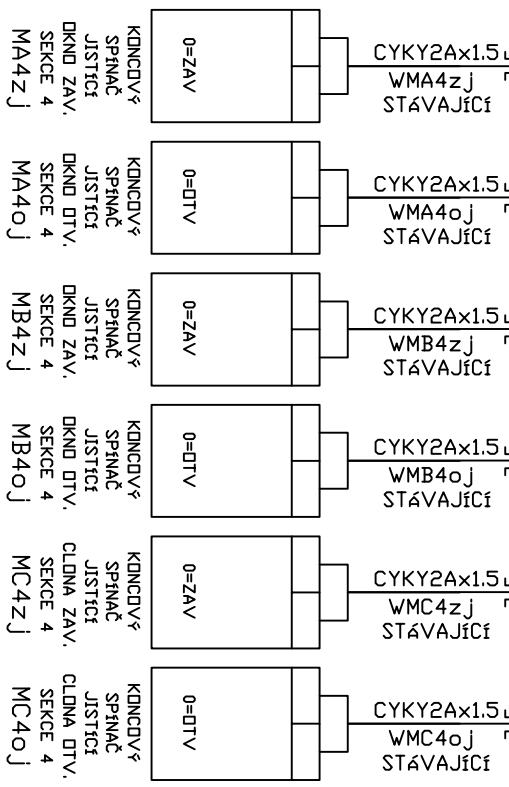 KONCOVÝ
SPÍNAČ
JISTÍCÍ
OKNO ZAV.
SEKCE 4
MA4zj
0=ZAV
CYKY2Ax1.5
WMA4zj
STÁVAJÍCÍ
KONCOVÝ
SPÍNAČ
JISTÍCÍ
OKNO OTV.
SEKCE 4
MA4oj
0=OTV
CYKY2Ax1.5
WMA4oj
STÁVAJÍCÍ
KONCOVÝ
SPÍNAČ
JISTÍCÍ
OKNO ZAV.
SEKCE 4
MB4zj
0=ZAV
CYKY2Ax1.5
WMB4zj
STÁVAJÍCÍ
KONCOVÝ
SPÍNAČ
JISTÍCÍ
OKNO OTV.
SEKCE 4
MB4oj
0=OTV
CYKY2Ax1.5
WMB4oj
STÁVAJÍCÍ
KONCOVÝ
SPÍNAČ
JISTÍCÍ
CLONA ZAV.
SEKCE 4
MC4zj
0=ZAV
CYKY2Ax1.5
WMC4zj
STÁVAJÍCÍ
KONCOVÝ
SPÍNAČ
JISTÍCÍ
CLONA OTV.
SEKCE 4
MC4oj
0=OTV
CYKY2Ax1.5
WMC4oj
STÁVAJÍCÍ